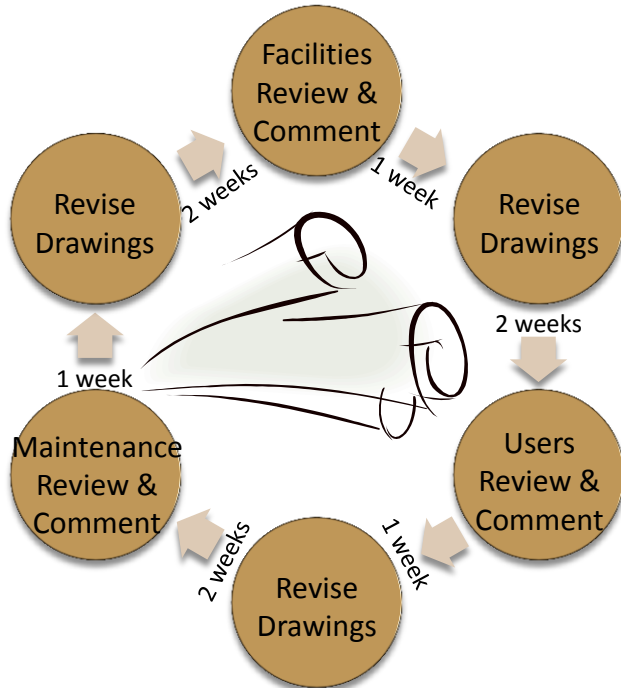 Facilities
Review &
Comment
1 week
Revise
Drawings
2 weeks
Users
Review &
Comment
1 week
Revise
Drawings
2 weeks
Maintenance
Review &
Comment
1 week
Revise
Drawings
2 weeks